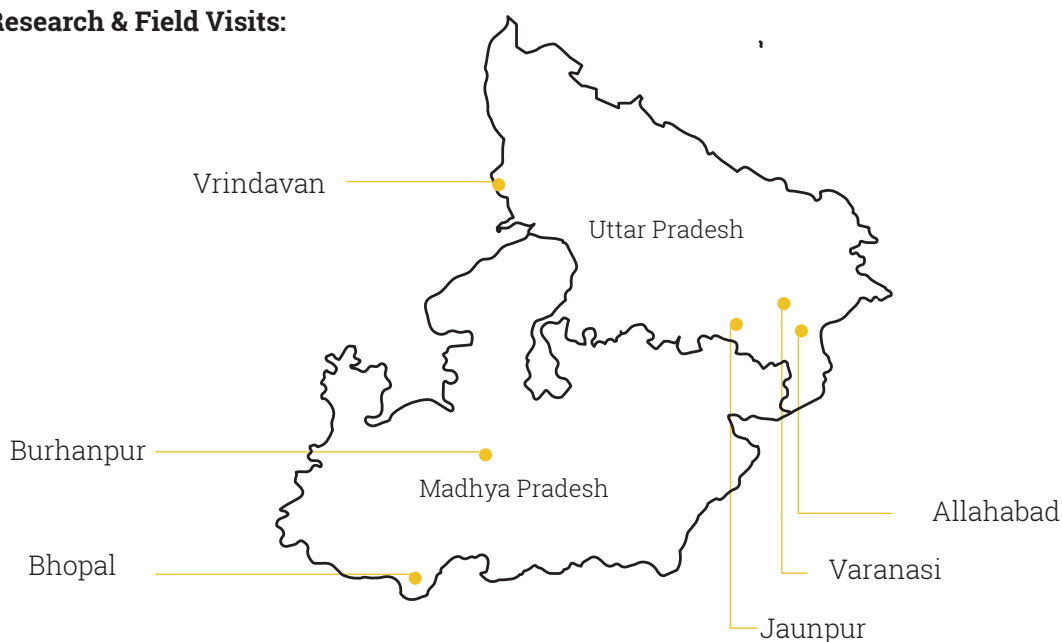 Research & Field Visits:
Vrindavan
Uttar Pradesh
Burhanpur
Madhya Pradesh
Allahabad
Bhopal
Varanasi
Jaunpur